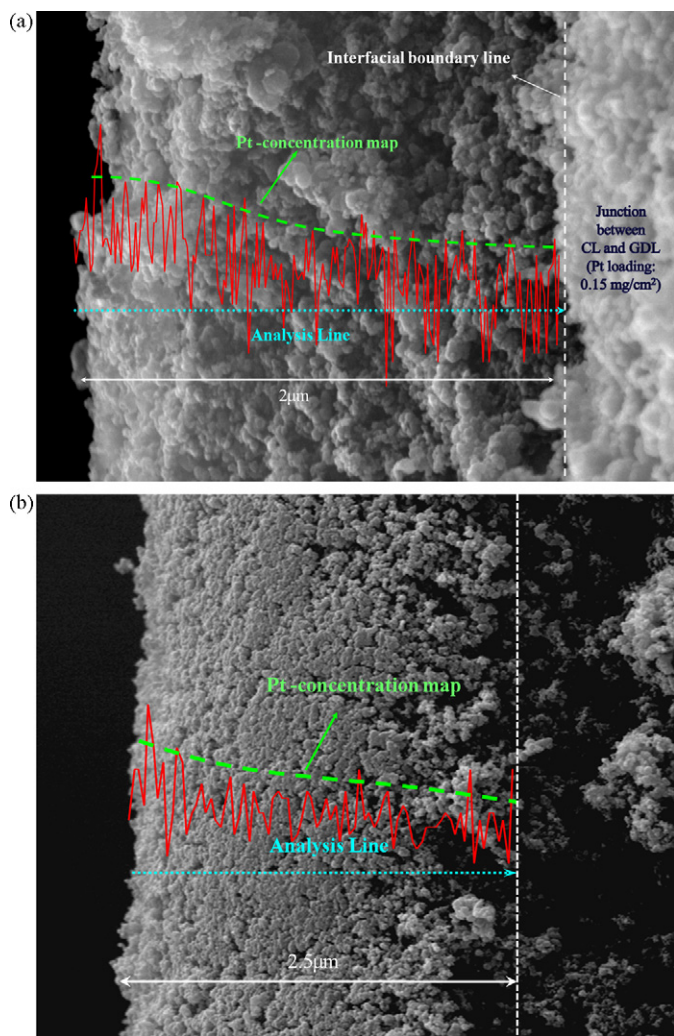 (a)
Interfacial boundary line
Pt -concentration map
Junction
between
CL and GDL
(Pt loading:
0.15 mg/cm²)
Analysis Line
2μm
(b)
Pt -concentration map
Analysis Line
2.5μm